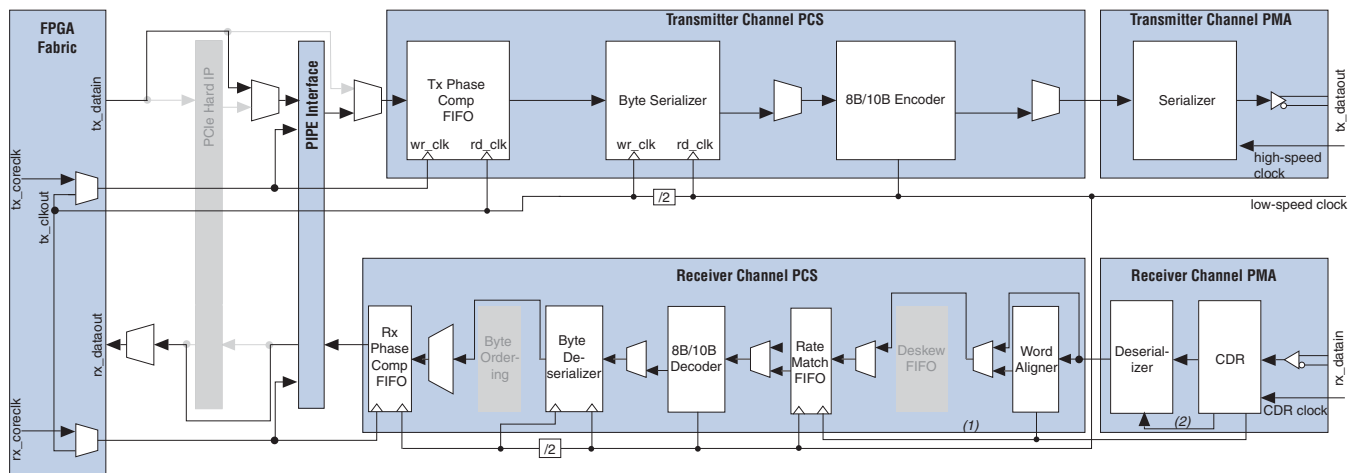 FPGA
Fabric
Transmitter Channel PCS
Transmitter Channel PMA
tx_datain
PCIe Hard IP
PIPE Interface
Tx Phase
Comp
FIFO
wr_clk
rd_clk
Byte Serializer
wr_clk
rd_clk
8B/10B Encoder
Serializer
tx_dataout
high-speed
clock
tx_coreclk
tx_clkout
/2
low-speed clock
Receiver Channel PCS
Receiver Channel PMA
rx_dataout
Rx
Phase
Comp
FIFO
Byte
Order-
ing
Byte
De-
serializer
8B/10B
Decoder
Rate
Match
FIFO
Deskew
FIFO
Word
Aligner
Deserial-
izer
CDR
rx_datain
CDR clock
rx_coreclk
/2
(1)
(2)